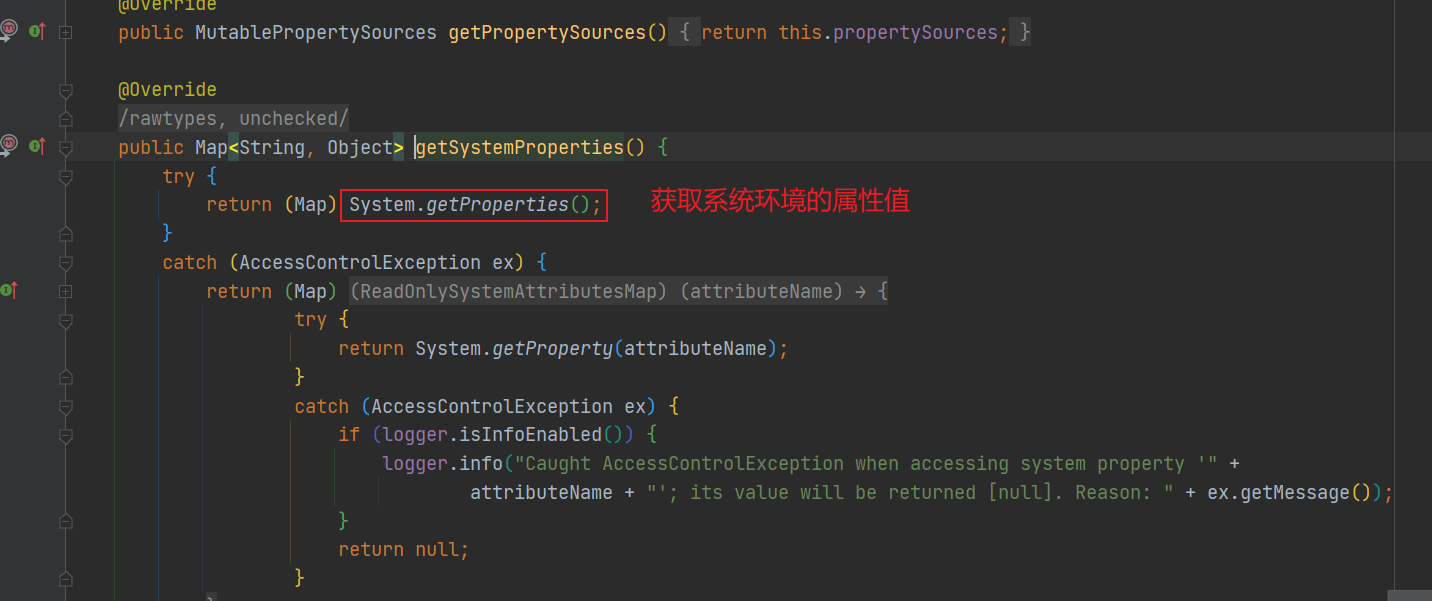 @Override
public MutablePropertySources getPropertySources() { return this.propertySources; }
@Override
/rawtypes, unchecked/
public Map<String, Object> getSystemProperties() {
try {
return (Map) System.getProperties(); 获取系统环境的属性值
}
catch (AccessControlException ex) {
return (Map) (ReadOnlySystemAttributesMap) (attributeName) → {
try {
return System.getProperty(attributeName);
}
catch (AccessControlException ex) {
if (logger.isInfoEnabled()) {
logger.info("Caught AccessControlException when accessing system property '" +
attributeName + "'; its value will be returned [null]. Reason: " + ex.getMessage());
}
return null;
}
}